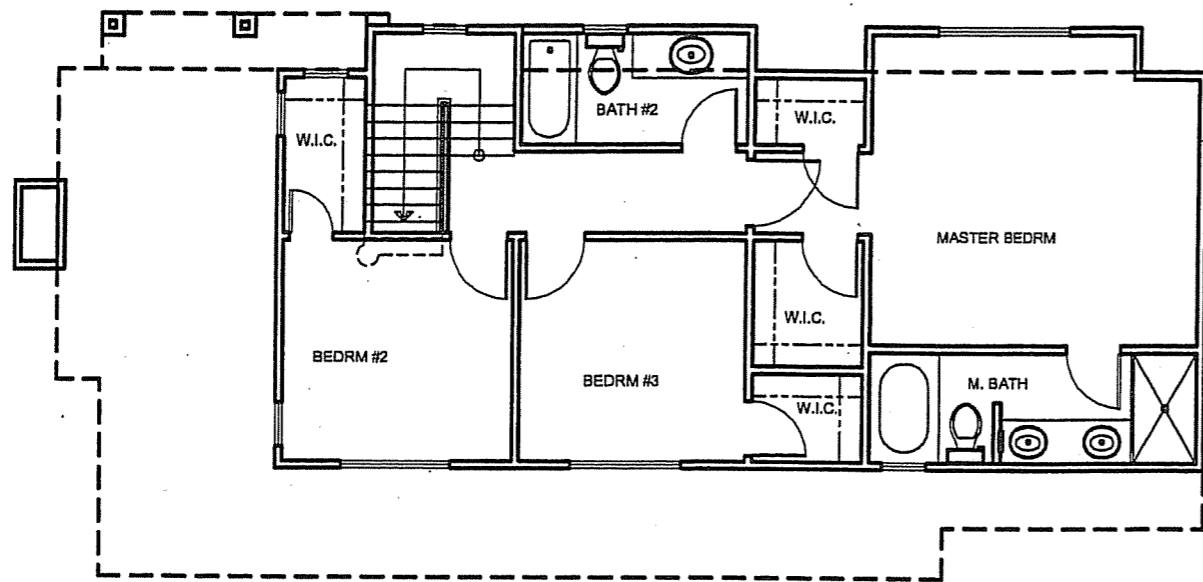 BATH #2
W.I.C.
W.I.C.
MASTER BEDRM
W.I.C.
BEDRM #2
BEDRM #3
M. BATH
W.I.C.